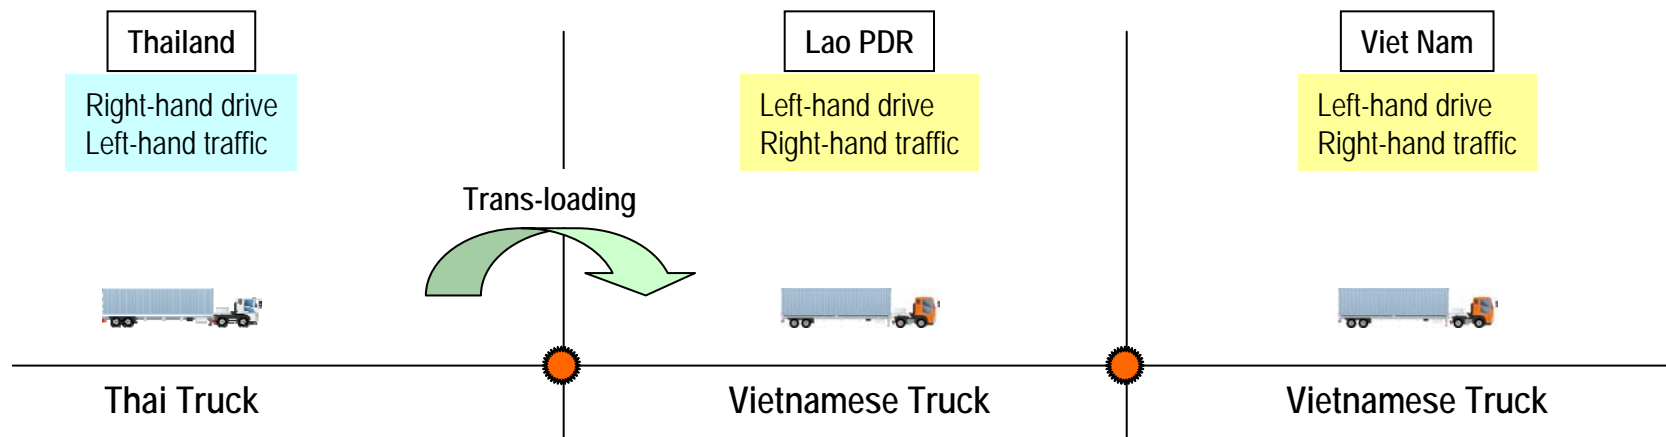 Thailand
Right-hand drive
Left-hand traffic
Lao PDR
Left-hand drive
Right-hand traffic
Viet Nam
Left-hand drive
Right-hand traffic
Trans-loading
Thai Truck
Vietnamese Truck
Vietnamese Truck